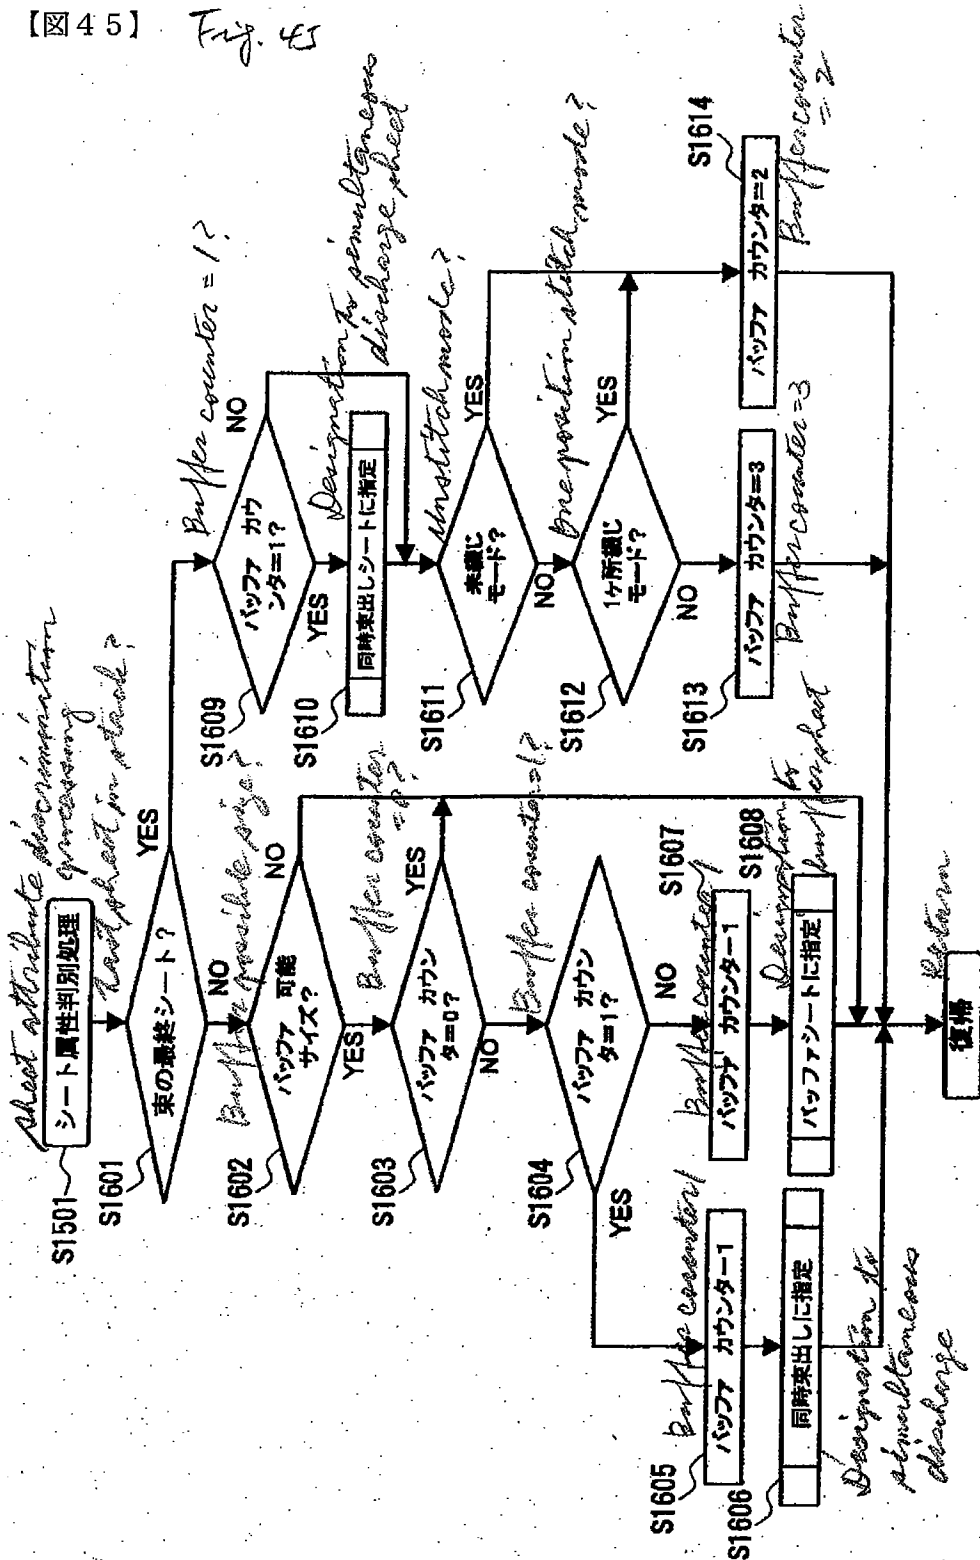 【図45】
Fig. 45
sheet attribute discrimination
processing
シート属性判別処理
S1501
Last sheet in stack?
束の最終シート?
S1601
YES
NO
Buffer possible size?
バッファ 可能
サイズ?
S1602
NO
YES
Buffer counter
=0?
バッファ カウン
タ=0?
S1603
YES
NO
Buffer counter=1?
バッファ カウン
タ=1?
S1604
YES
NO
Buffer counter 1
バッファ カウンター1
S1605
同時束出しに指定
S1606
Designation to
simultaneous
discharge
Buffer counter 1
バッファ カウンター1
S1607
Designation to
buffer sheet
バッファシートに指定
S1608
Buffer counter = 1?
バッファ カウ
ンタ=1?
S1609
NO
YES
Designation to simultaneous
discharge sheet
同時束出しシートに指定
S1610
Unstitch mode?
未綴じ
モード?
S1611
YES
NO
One position stitch mode?
1ケ所綴じ
モード?
S1612
YES
NO
バッファ カウンタ=3
S1613
Buffer counter=3
バッファ カウンタ=2
S1614
Buffer counter
= 2
Return
復帰